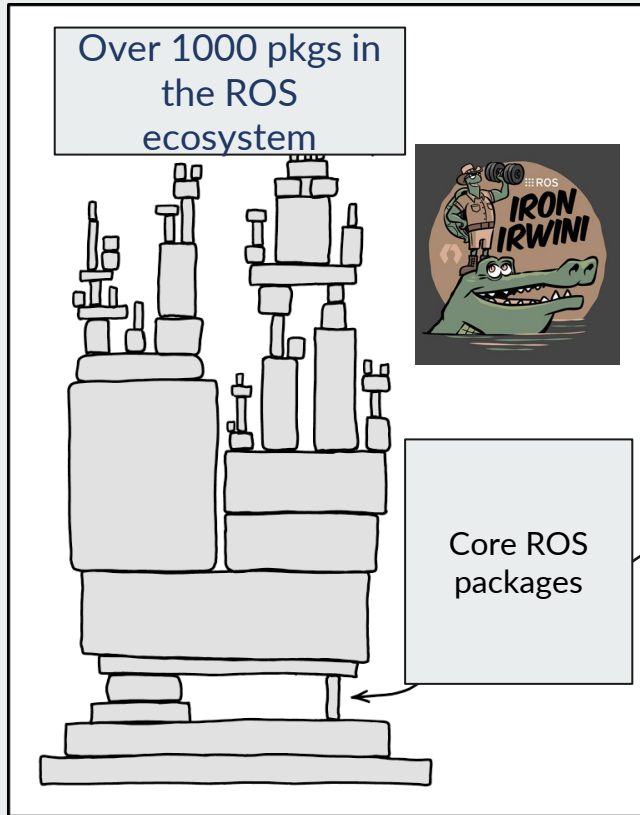 Over 1000 pkgs in
the ROS
ecosystem
ROS
IRON
IRWINI
Core ROS
packages